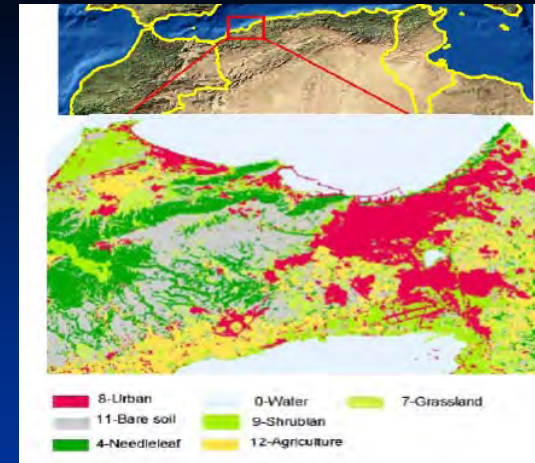 8-Urban 0-Water 7-Grassland
11-Bare soil 9-Shrublan
4-Needleleaf 12-Agriculture